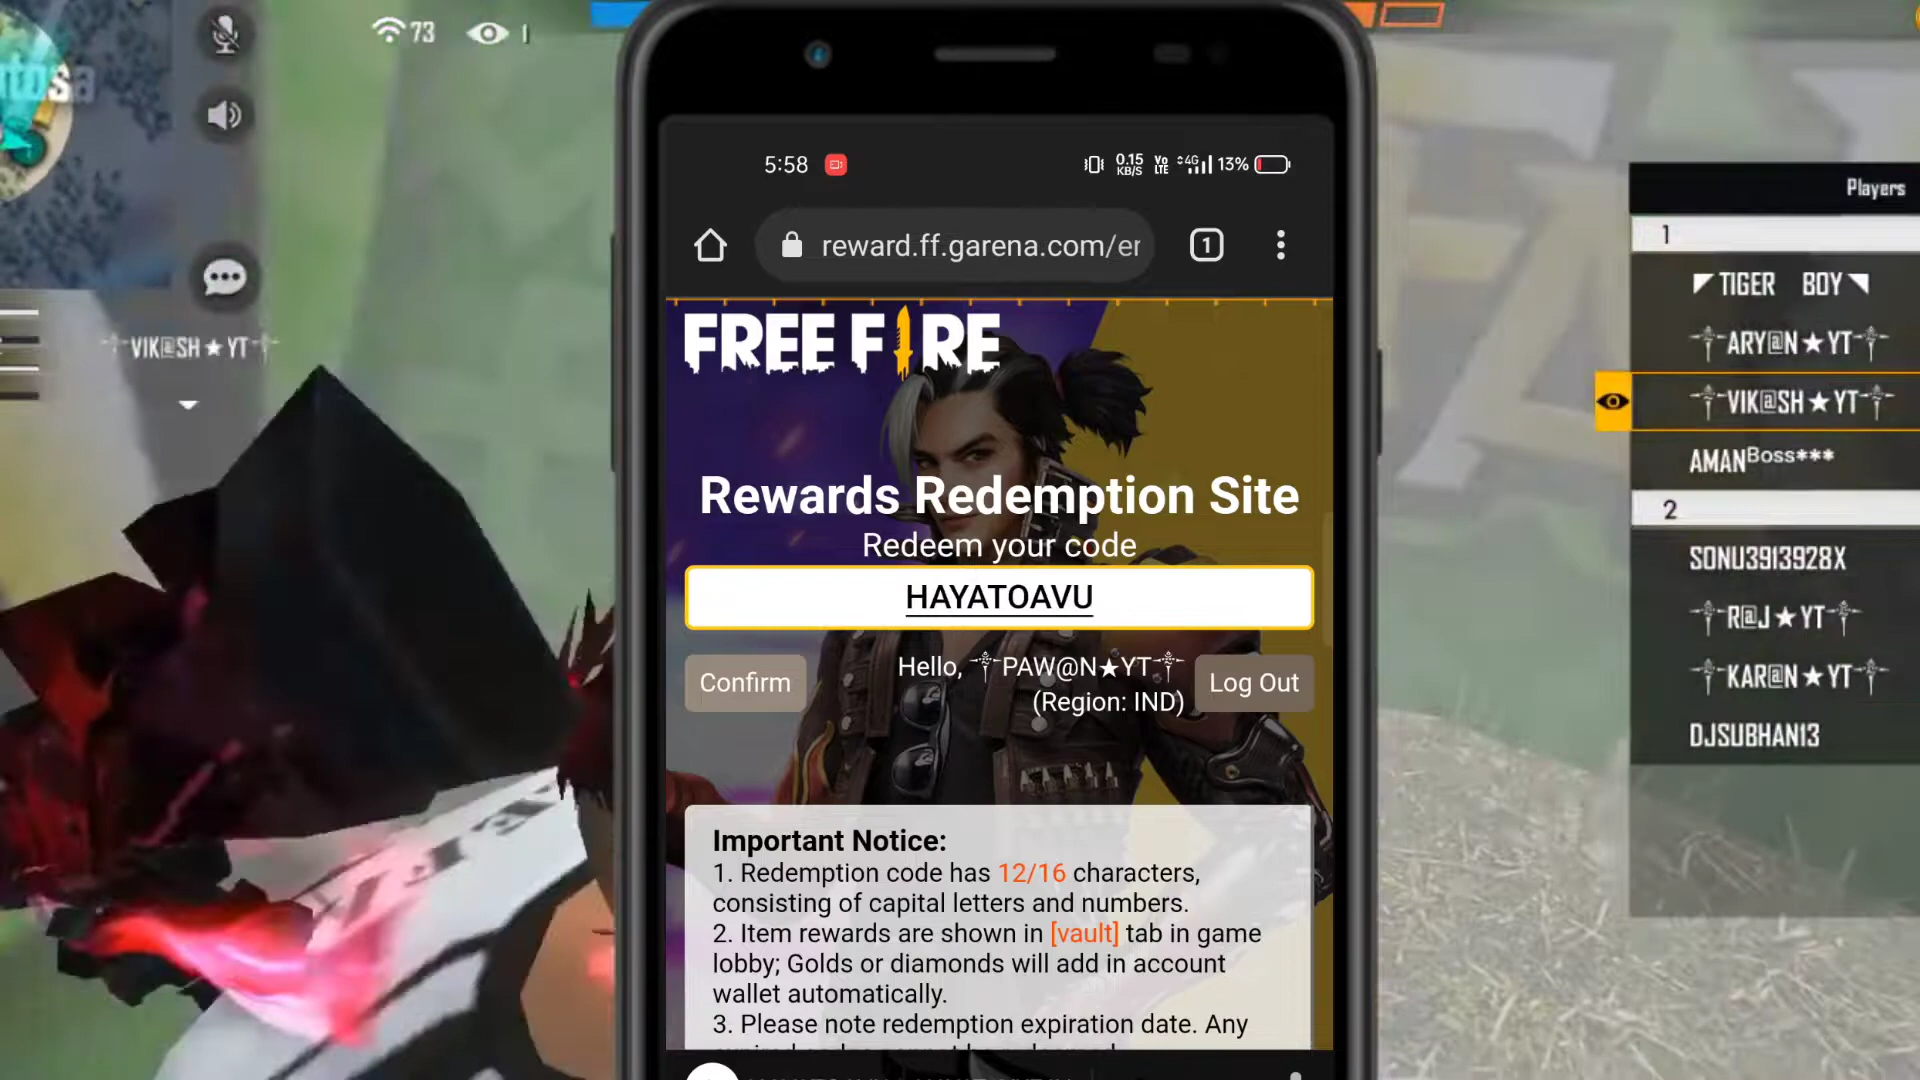 73
1
VIK@SH★YT
5:58
0.15
KB/S
Vo
LTE
4G
13%
reward.ff.garena.com/er
1
FREE FIRE
Rewards Redemption Site
Redeem your code
HAYATOAVU
Confirm
Hello, PAW@N★YT
(Region: IND)
Log Out
Important Notice:
1. Redemption code has 12/16 characters,
consisting of capital letters and numbers.
2. Item rewards are shown in [vault] tab in game
lobby; Golds or diamonds will add in account
wallet automatically.
3. Please note redemption expiration date. Any
Players
1
TIGER BOY
ARY@N★YT
VIK@SH★YT
AMANᴮᵒˢˢ***
2
SONU3913928X
R@J★YT
KAR@N★YT
DJSUBHAN13